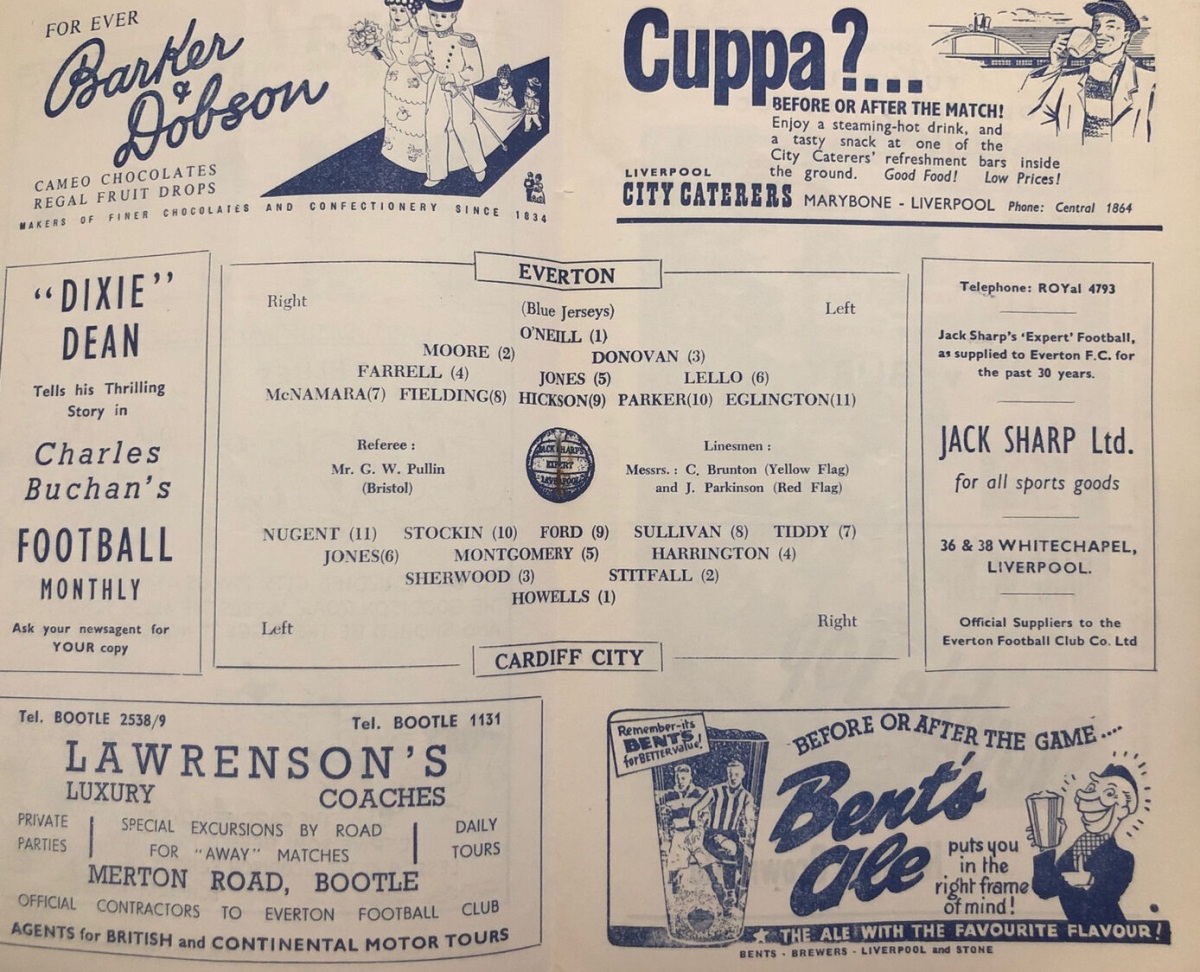 FOR EVER
Barker
&
Dobson
CAMEO CHOCOLATES
REGAL FRUIT DROPS
MAKERS OF FINER CHOCOLATES AND CONFECTIONERY SINCE 1834
Cuppa?...
BEFORE OR AFTER THE MATCH!
Enjoy a steaming-hot drink, and
a tasty snack at one of the
City Caterers' refreshment bars inside
the ground. Good Food! Low Prices!
LIVERPOOL
CITY CATERERS MARYBONE - LIVERPOOL Phone: Central 1864
"DIXIE"
DEAN
Tells his Thrilling
Story in
Charles
Buchan's
FOOTBALL
MONTHLY
Ask your newsagent for
YOUR copy
EVERTON
Right
(Blue Jerseys)
Left
O'NEILL (1)
MOORE (2) DONOVAN (3)
FARRELL (4) JONES (5) LELLO (6)
McNAMARA(7) FIELDING(8) HICKSON(9) PARKER(10) EGLINGTON(11)
Referee :
Mr. G. W. Pullin
(Bristol)
JACK SHARP'S
EXPERT
LIVERPOOL
Linesmen :
Messrs. : C. Brunton (Yellow Flag)
and J. Parkinson (Red Flag)
NUGENT (11) STOCKIN (10) FORD (9) SULLIVAN (8) TIDDY (7)
JONES(6) MONTGOMERY (5) HARRINGTON (4)
SHERWOOD (3) STITFALL (2)
HOWELLS (1)
Left
Right
CARDIFF CITY
Telephone: ROYal 4793
Jack Sharp's 'Expert' Football,
as supplied to Everton F.C. for
the past 30 years.
JACK SHARP Ltd.
for all sports goods
36 & 38 WHITECHAPEL,
LIVERPOOL.
Official Suppliers to the
Everton Football Club Co. Ltd
Tel. BOOTLE 2538/9 Tel. BOOTLE 1131
LAWRENSON'S
LUXURY COACHES
PRIVATE
PARTIES
SPECIAL EXCURSIONS BY ROAD
FOR "AWAY" MATCHES
DAILY
TOURS
MERTON ROAD, BOOTLE
OFFICIAL CONTRACTORS TO EVERTON FOOTBALL CLUB
AGENTS for BRITISH and CONTINENTAL MOTOR TOURS
Remember-its
BENTS
for BETTER value!
BEFORE OR AFTER THE GAME....
Bent's
Ale
puts you
in the
right frame
of mind!
THE ALE WITH THE FAVOURITE FLAVOUR!
BENTS - BREWERS - LIVERPOOL and STONE